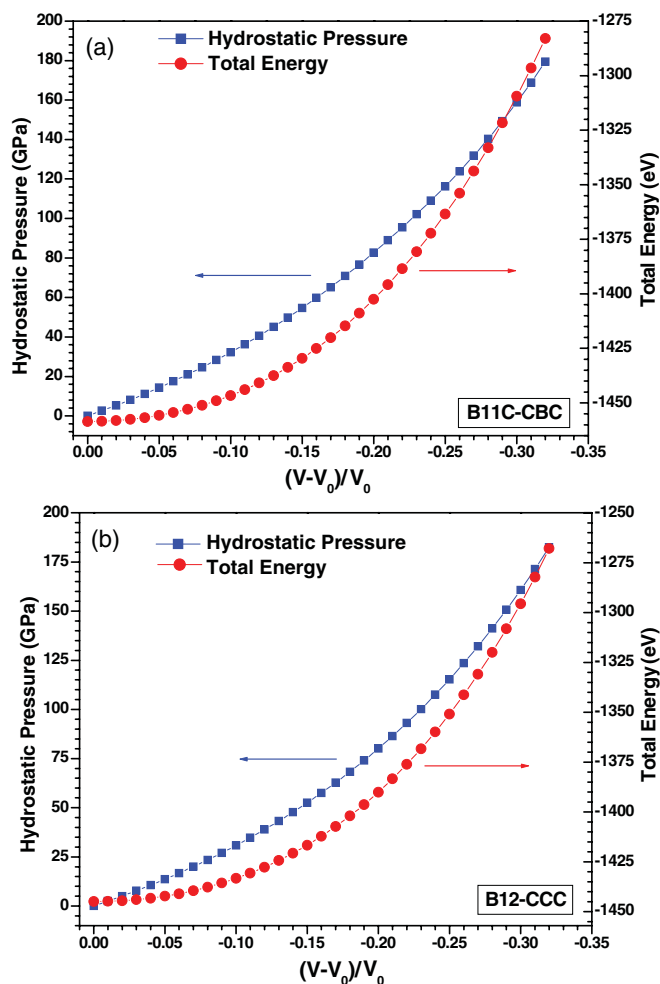 (a)
Hydrostatic Pressure
Total Energy
200
180
160
140
120
100
80
60
40
20
0
Hydrostatic Pressure (GPa)
-1275
-1300
-1325
-1350
-1375
-1400
-1425
-1450
Total Energy (eV)
B11C-CBC
0.00 -0.05 -0.10 -0.15 -0.20 -0.25 -0.30 -0.35
(V-V0)/V0
(b)
Hydrostatic Pressure
Total Energy
200
175
150
125
100
75
50
25
0
Hydrostatic Pressure (GPa)
-1250
-1275
-1300
-1325
-1350
-1375
-1400
-1425
-1450
Total Energy (eV)
B12-CCC
0.00 -0.05 -0.10 -0.15 -0.20 -0.25 -0.30 -0.35
(V-V0)/V0